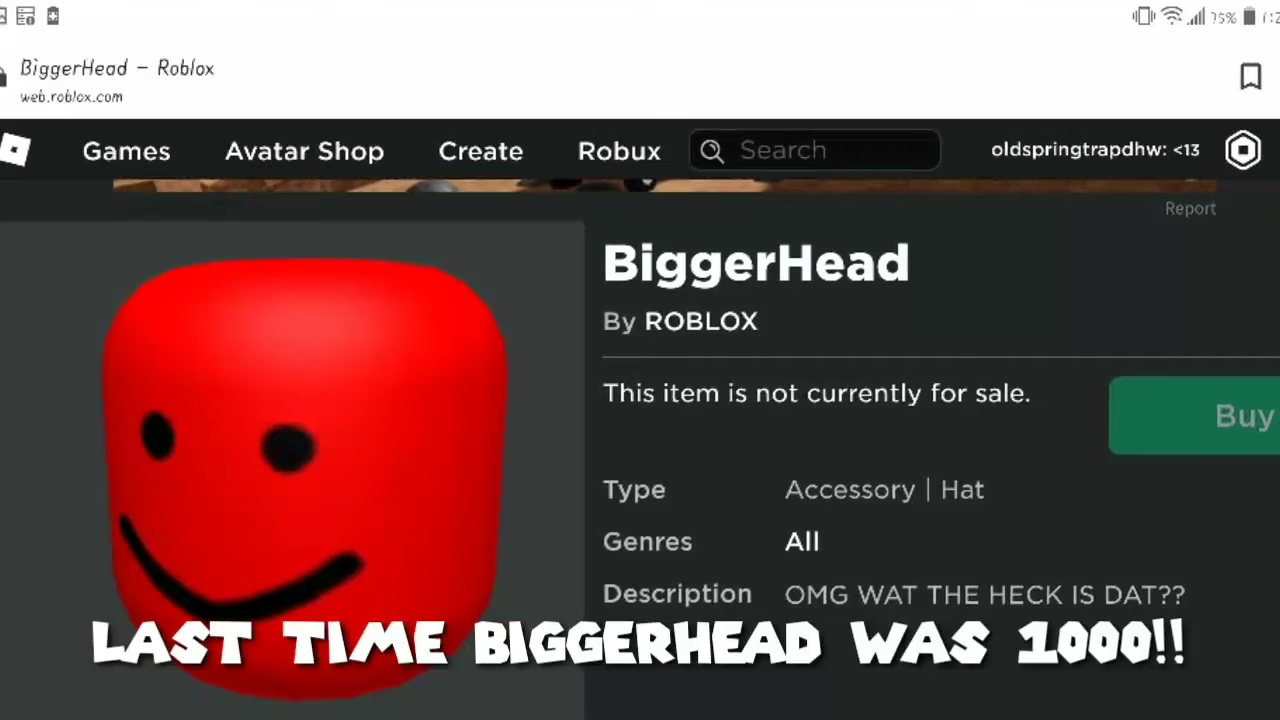 BiggerHead – Roblox
web.roblox.com
Games Avatar Shop Create Robux Search oldspringtrapdhw: <13
Report
BiggerHead
By ROBLOX
This item is not currently for sale.
Buy
Type Accessory | Hat
Genres All
Description OMG WAT THE HECK IS DAT??
LAST TIME BIGGERHEAD WAS 1000!!